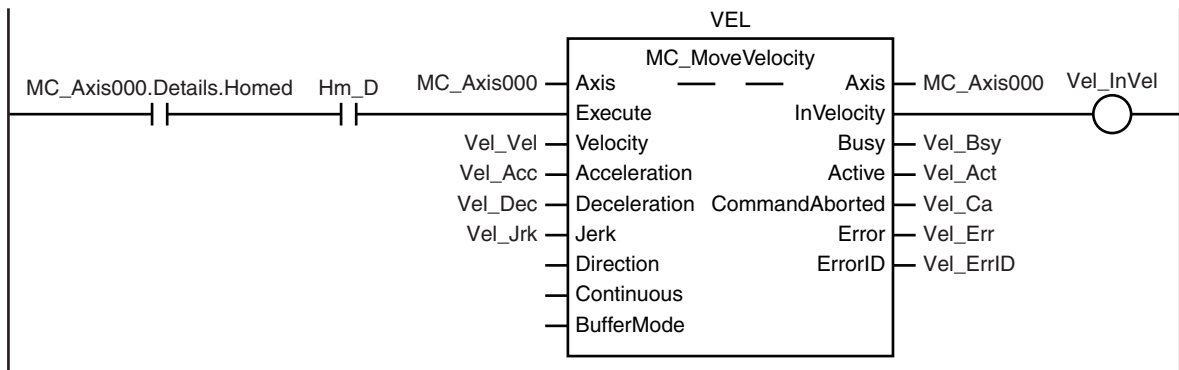 VEL
MC_MoveVelocity
MC_Axis000 Axis Axis MC_Axis000 Vel_InVel
MC_Axis000.Details.Homed Hm_D
Execute InVelocity
Vel_Vel Velocity Busy Vel_Bsy
Vel_Acc Acceleration Active Vel_Act
Vel_Dec Deceleration CommandAborted Vel_Ca
Vel_Jrk Jerk Error Vel_Err
Direction ErrorID Vel_ErrID
Continuous
BufferMode